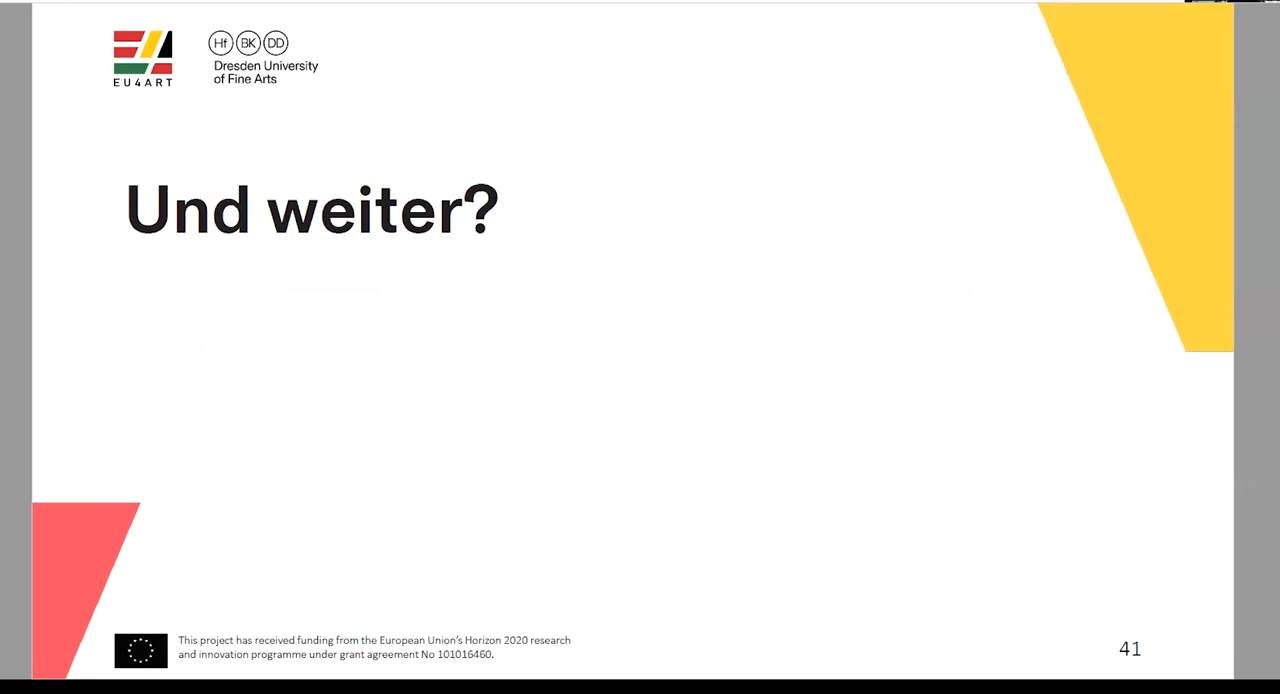 EU4ART
Hf BK DD
Dresden University
of Fine Arts
Und weiter?
This project has received funding from the European Union's Horizon 2020 research
and innovation programme under grant agreement No 101016460.
41